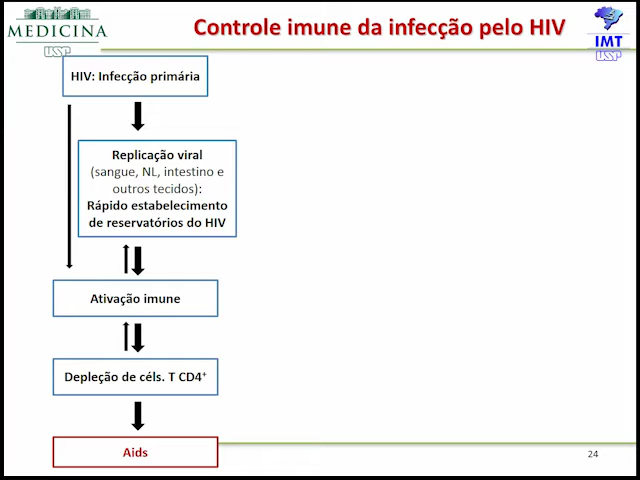 MEDICINA
USP
Controle imune da infecção pelo HIV
IMT
USP
HIV: Infecção primária
Replicação viral
(sangue, NL, intestino e
outros tecidos):
Rápido estabelecimento
de reservatórios do HIV
Ativação imune
Depleção de céls. T CD4⁺
Aids
24